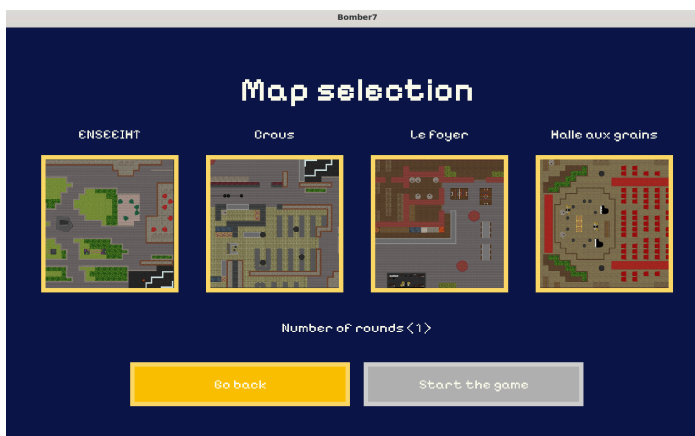 Bomber7
Map selection
ENSEEIHT
Crous
Le Foyer
Halle aux grains
Number of rounds <1>
Go back
Start the game